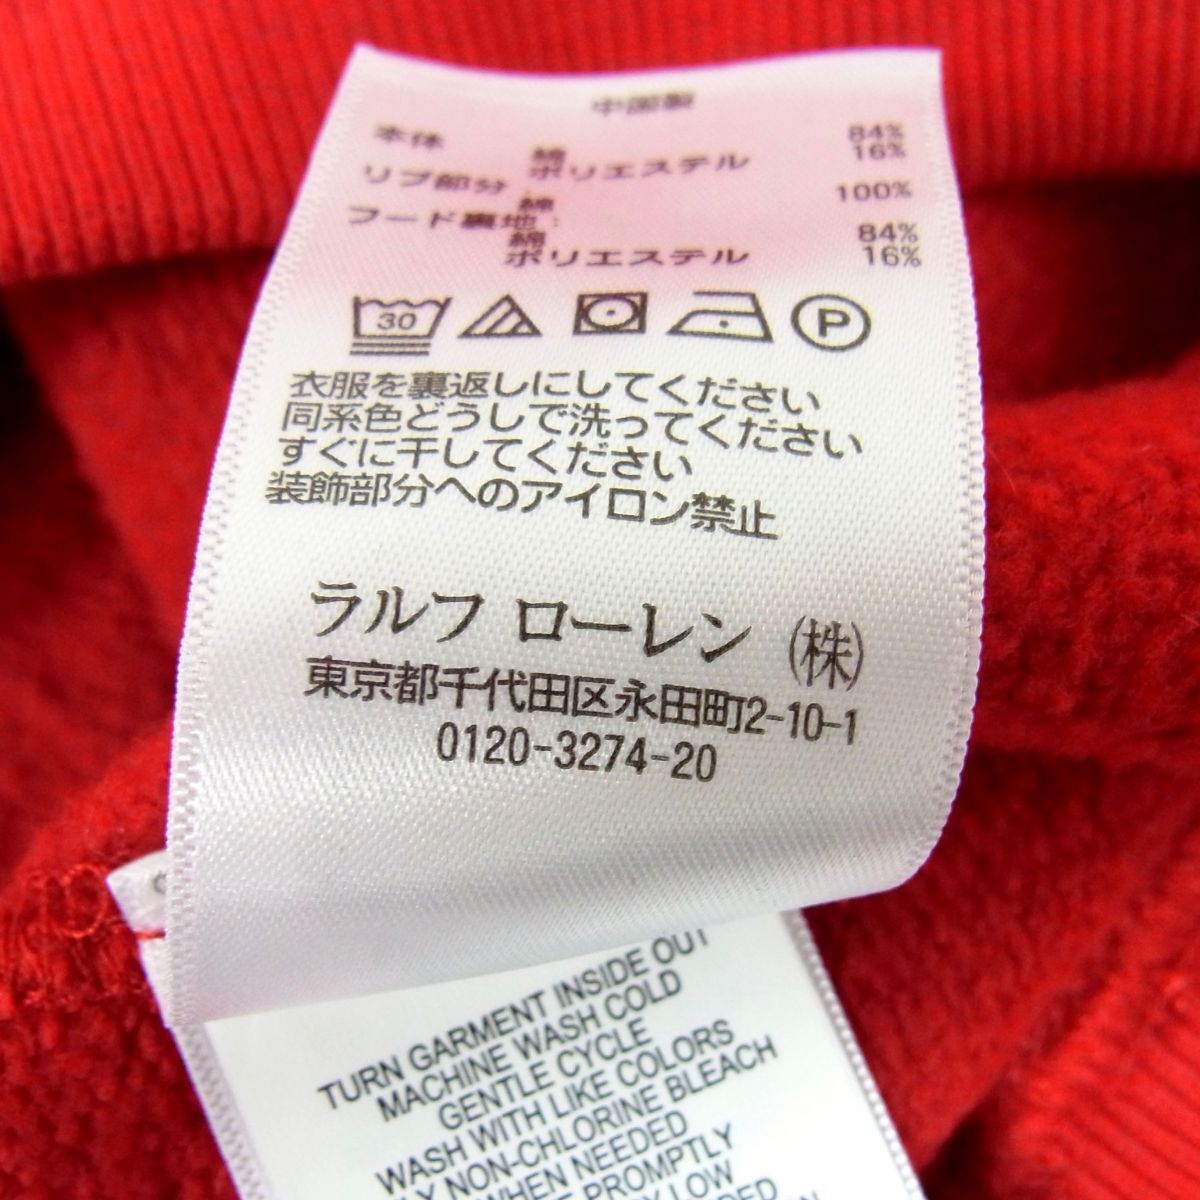 中国製
本体
綿 84%
ポリエステル 16%
リブ部分:
綿 100%
フード裏地:
綿 84%
ポリエステル 16%
30
P
衣服を裏返しにしてください
同系色どうしで洗ってください
すぐに干してください
装飾部分へのアイロン禁止
ラルフ ローレン (株)
東京都千代田区永田町2-10-1
0120-3274-20
TURN GARMENT INSIDE OUT
MACHINE WASH COLD
GENTLE CYCLE
WASH WITH LIKE COLORS
NON-CHLORINE BLEACH
WHEN NEEDED
PROMPTLY
LOW